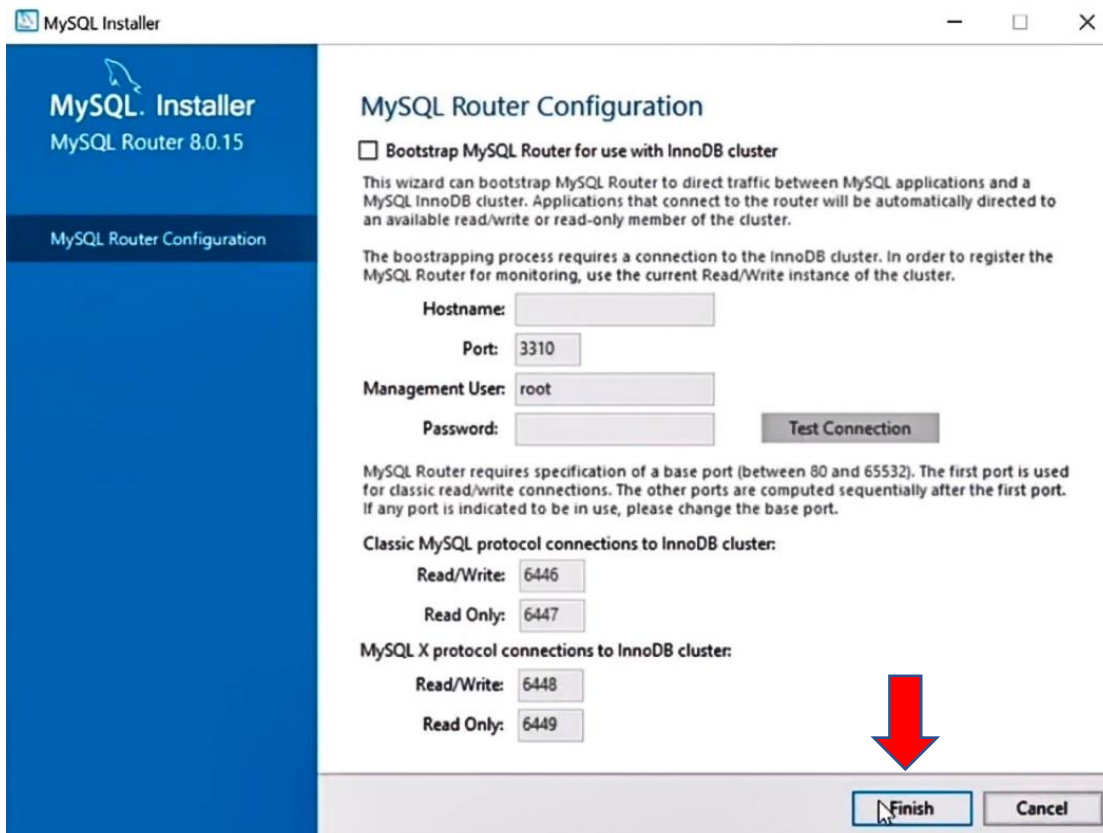 MySQL Installer
MySQL. Installer
MySQL Router 8.0.15
MySQL Router Configuration
MySQL Router Configuration
Bootstrap MySQL Router for use with InnoDB cluster
This wizard can bootstrap MySQL Router to direct traffic between MySQL applications and a
MySQL InnoDB cluster. Applications that connect to the router will be automatically directed to
an available read/write or read-only member of the cluster.
The boostrapping process requires a connection to the InnoDB cluster. In order to register the
MySQL Router for monitoring, use the current Read/Write instance of the cluster.
Hostname:
Port: 3310
Management User: root
Password: Test Connection
MySQL Router requires specification of a base port (between 80 and 65532). The first port is used
for classic read/write connections. The other ports are computed sequentially after the first port.
If any port is indicated to be in use, please change the base port.
Classic MySQL protocol connections to InnoDB cluster:
Read/Write: 6446
Read Only: 6447
MySQL X protocol connections to InnoDB cluster:
Read/Write: 6448
Read Only: 6449
Finish Cancel